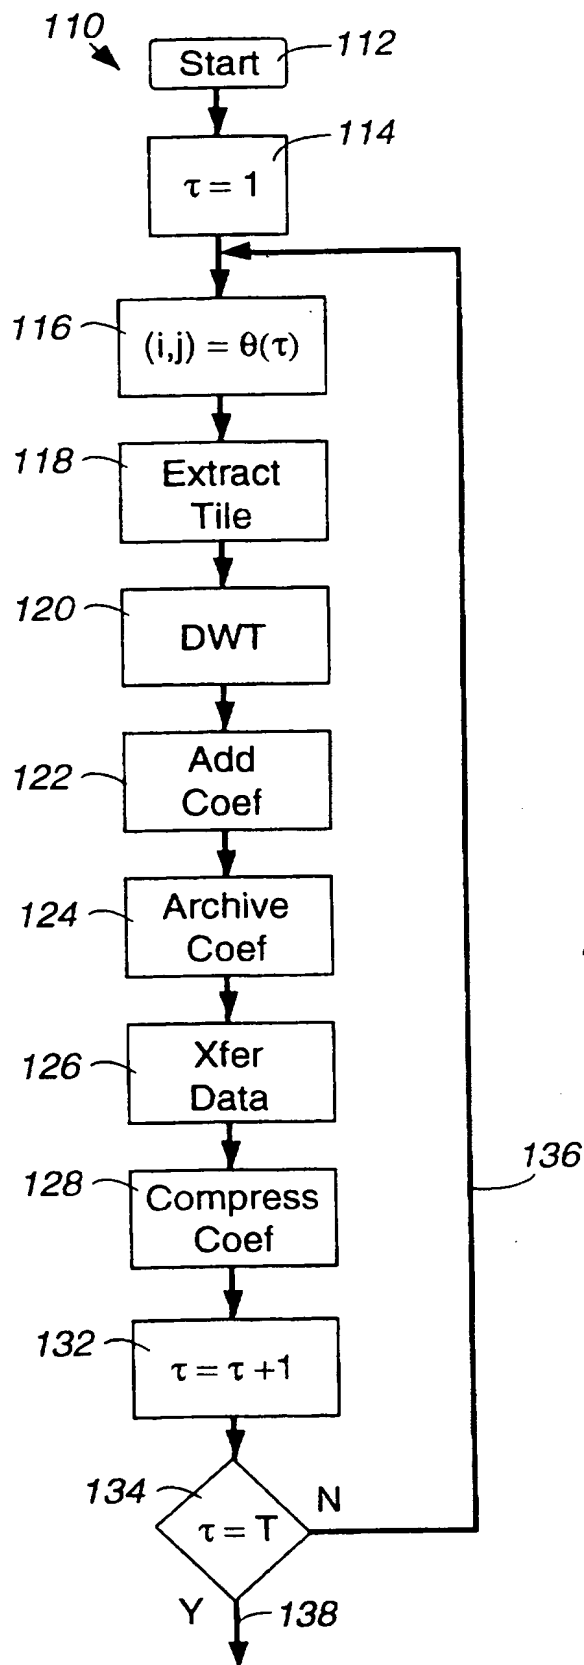 110
Start
112
114
τ = 1
116
(i,j) = θ(τ)
118
Extract
Tile
120
DWT
122
Add
Coef
124
Archive
Coef
126
Xfer
Data
136
128
Compress
Coef
132
τ = τ +1
134
N
τ = T
Y
138